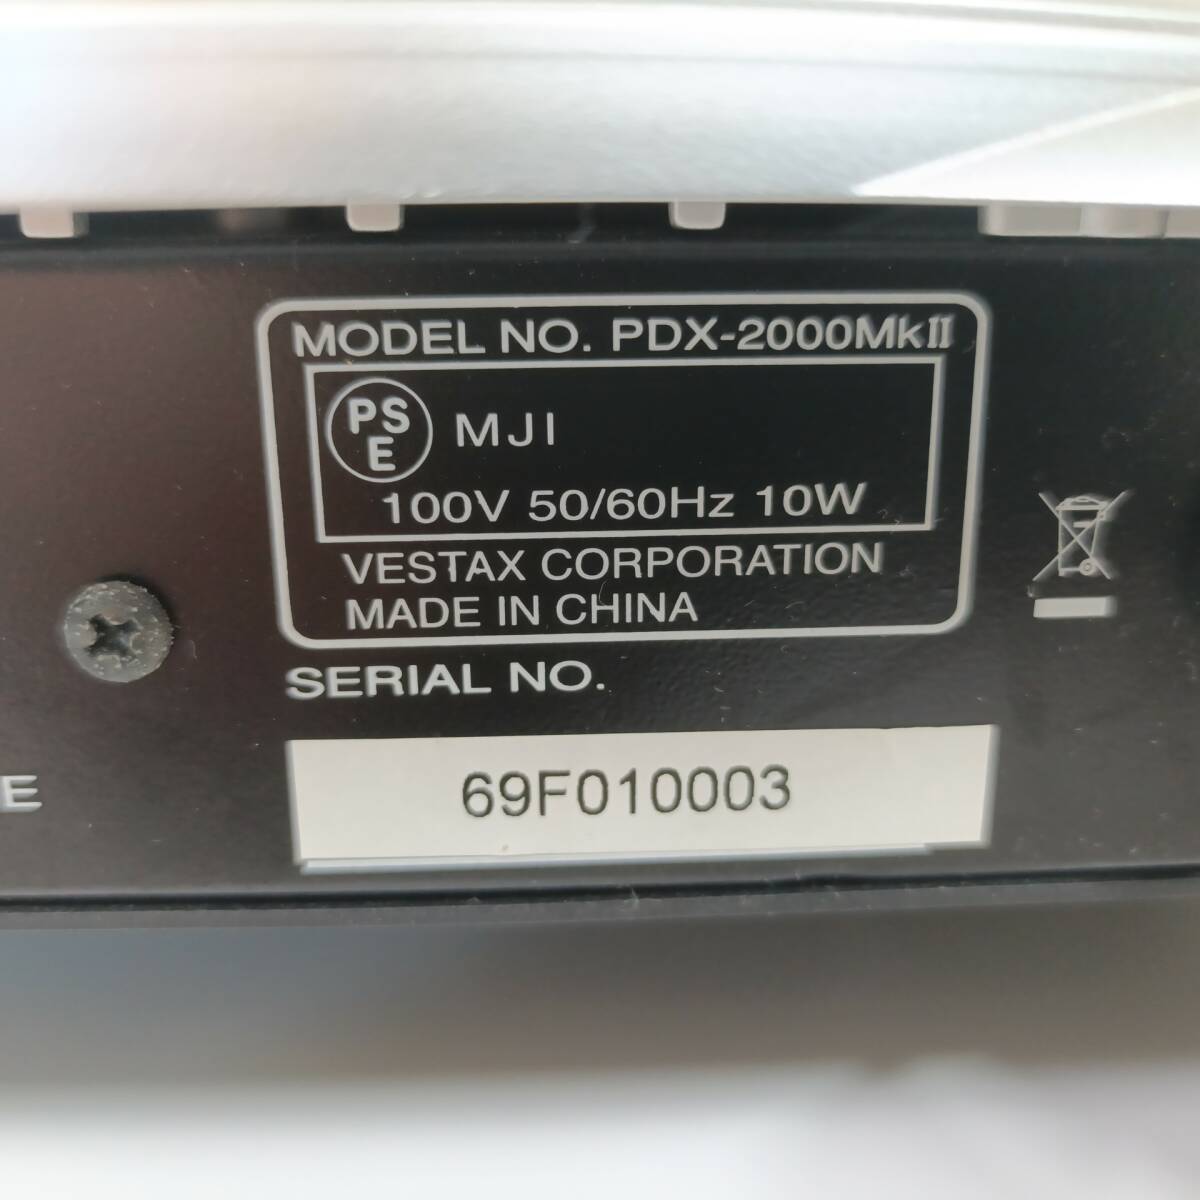 MODEL NO. PDX-2000MkII
PS
E
MJI
100V 50/60Hz 10W
VESTAX CORPORATION
MADE IN CHINA
SERIAL NO.
E
69F010003